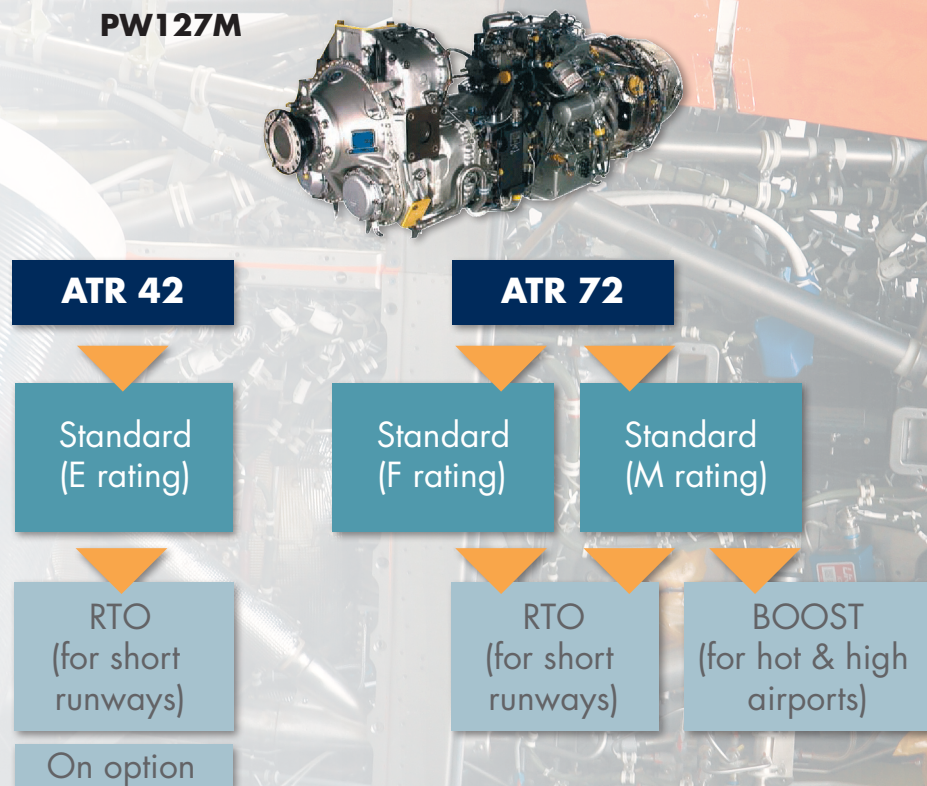 PW127M
ATR 42
ATR 72
Standard
(E rating)
Standard
(F rating)
Standard
(M rating)
RTO
(for short
runways)
RTO
(for short
runways)
BOOST
(for hot & high
airports)
On option